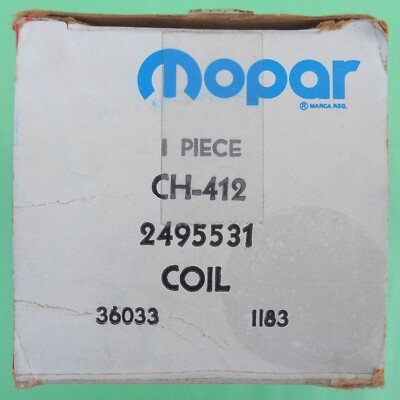 mopar
® MARCA REG.
1 PIECE
CH-412
2495531
COIL
36033 1183